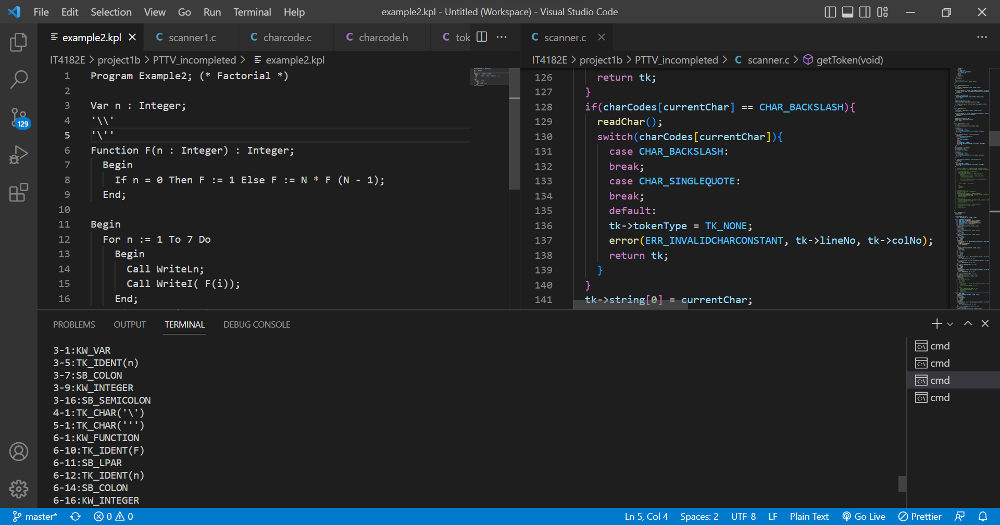 File Edit Selection View Go Run Terminal Help
example2.kpl - Untitled (Workspace) - Visual Studio Code
example2.kpl
scanner1.c
charcode.c
charcode.h
tok
IT4182E > project1b > PTTV_incompleted > example2.kpl
1 Program Example2; (* Factorial *)
2
3 Var n : Integer;
4 '\\'
5 '\''
6 Function F(n : Integer) : Integer;
7 Begin
8 If n = 0 Then F := 1 Else F := N * F (N - 1);
9 End;
10
11 Begin
12 For n := 1 To 7 Do
13 Begin
14 Call WriteLn;
15 Call WriteI( F(i));
16 End;
scanner.c
IT4182E > project1b > PTTV_incompleted > scanner.c > getToken(void)
126 return tk;
127 }
128 if(charCodes[currentChar] == CHAR_BACKSLASH){
129 readChar();
130 switch(charCodes[currentChar]){
131 case CHAR_BACKSLASH:
132 break;
133 case CHAR_SINGLEQUOTE:
134 break;
135 default:
136 tk->tokenType = TK_NONE;
137 error(ERR_INVALIDCHARCONSTANT, tk->lineNo, tk->colNo);
138 return tk;
139 }
140 }
141 tk->string[0] = currentChar;
129
PROBLEMS OUTPUT TERMINAL DEBUG CONSOLE
3-1:KW_VAR
3-5:TK_IDENT(n)
3-7:SB_COLON
3-9:KW_INTEGER
3-16:SB_SEMICOLON
4-1:TK_CHAR('\')
5-1:TK_CHAR(''')
6-1:KW_FUNCTION
6-10:TK_IDENT(F)
6-11:SB_LPAR
6-12:TK_IDENT(n)
6-14:SB_COLON
6-16:KW_INTEGER
cmd
cmd
cmd
cmd
master* 0 0
Ln 5, Col 4 Spaces: 2 UTF-8 LF Plain Text Go Live Prettier